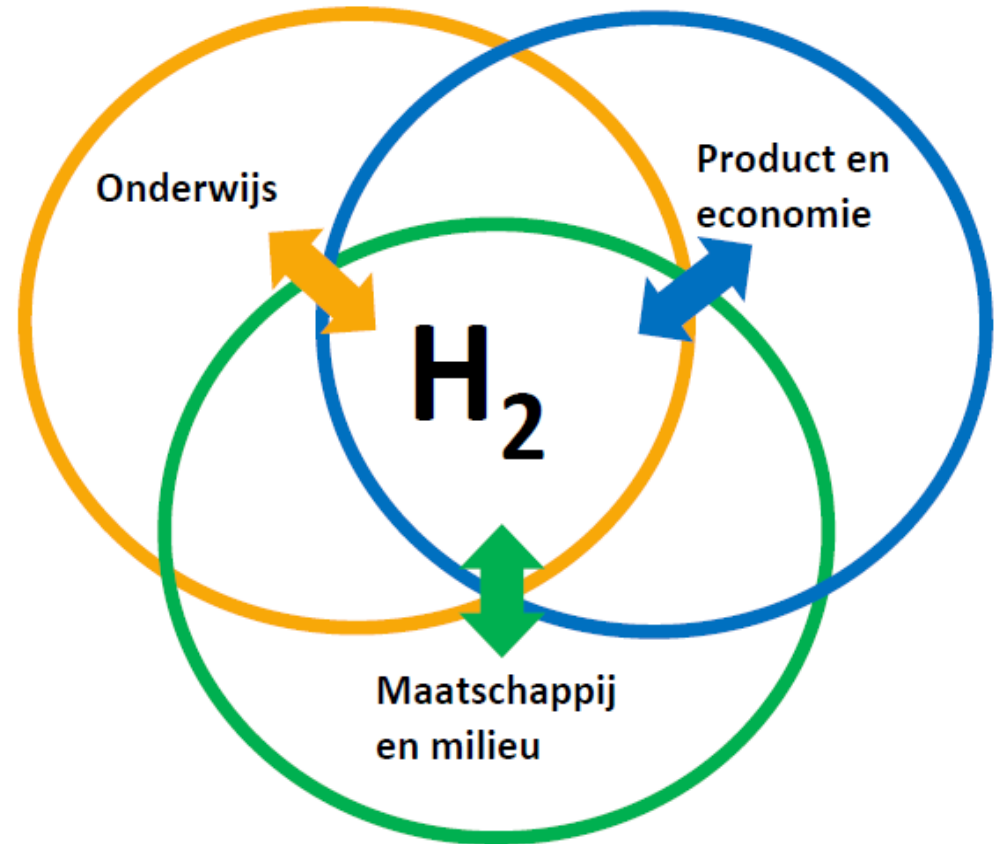 Onderwijs
Product en
economie
H₂
Maatschappij
en milieu